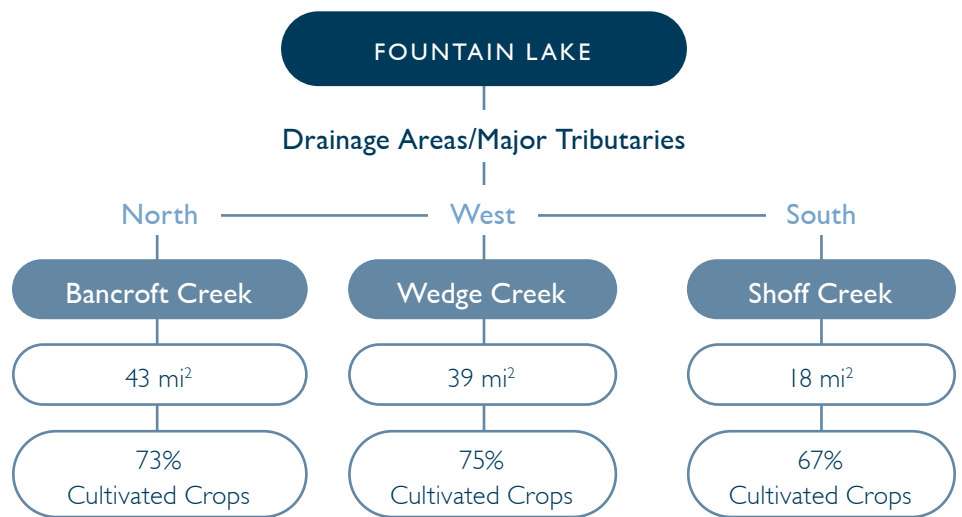 FOUNTAIN LAKE
Drainage Areas/Major Tributaries
North
West
South
Bancroft Creek
Wedge Creek
Shoff Creek
43 mi²
39 mi²
18 mi²
73%
Cultivated Crops
75%
Cultivated Crops
67%
Cultivated Crops